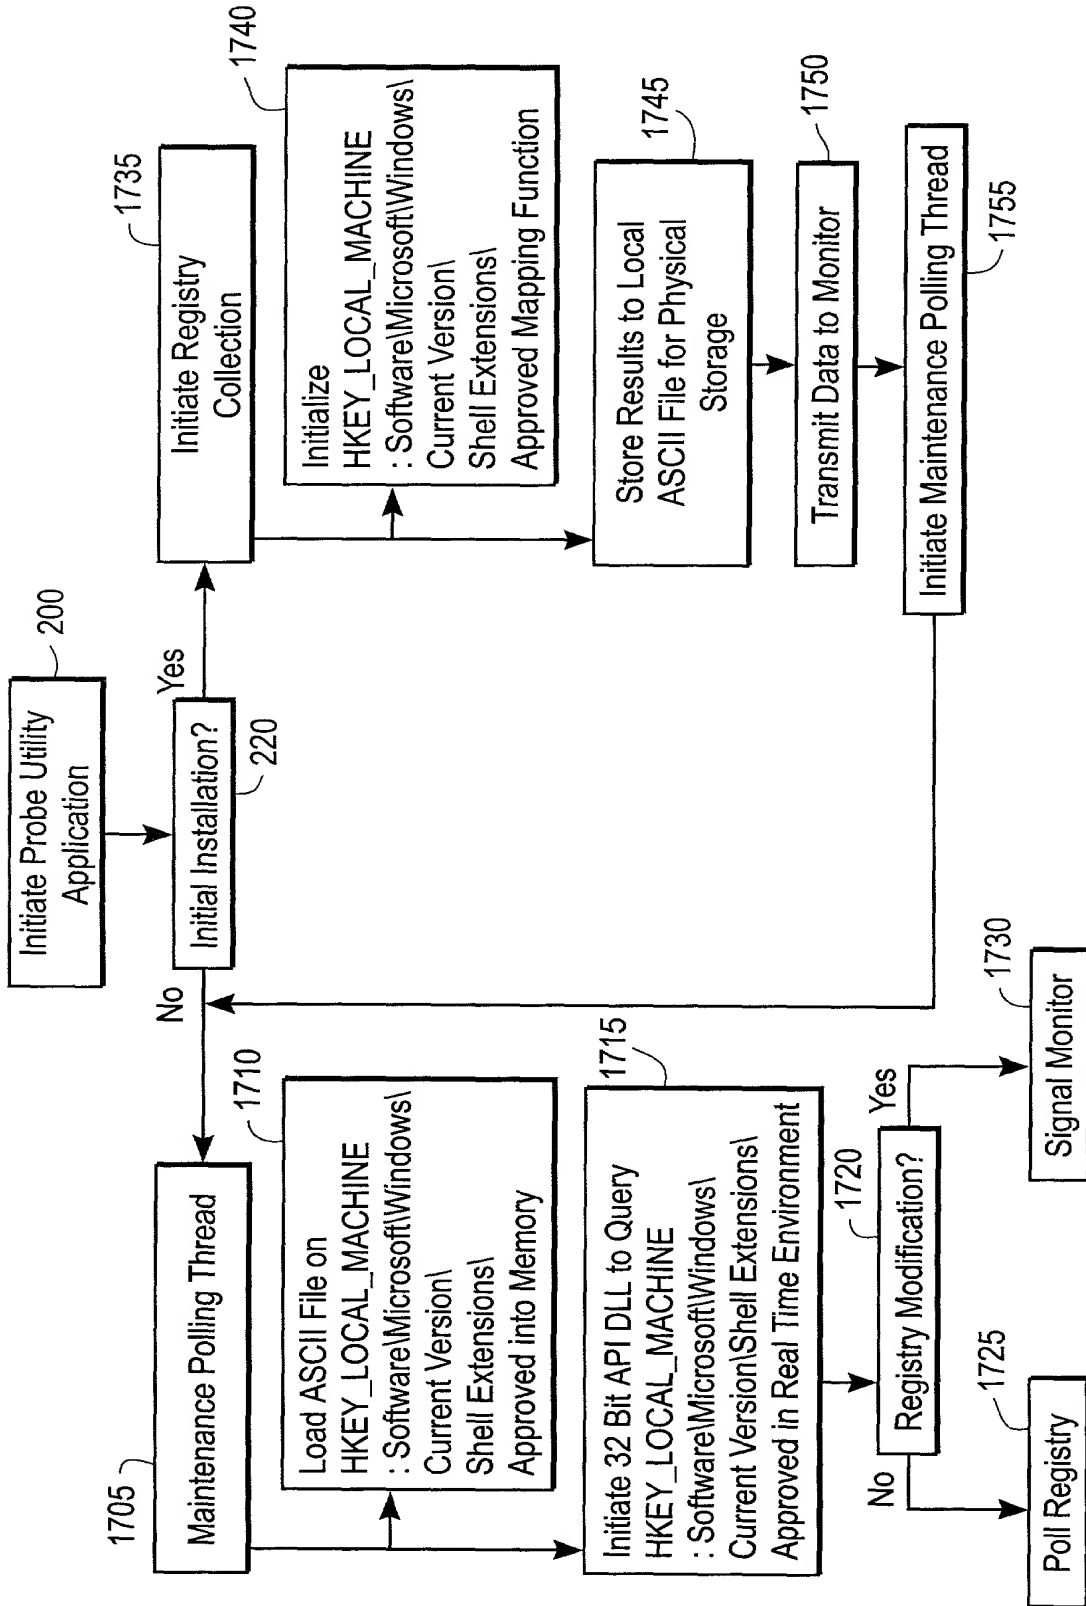 Initiate Probe Utility
Application
200
Initial Installation?
220
No
Yes
1705
Maintenance Polling Thread
1710
Load ASCII File on
HKEY_LOCAL_MACHINE
: Software\Microsoft\Windows\
Current Version\
Shell Extensions\
Approved into Memory
1715
Initiate 32 Bit API DLL to Query
HKEY_LOCAL_MACHINE
: Software\Microsoft\Windows\
Current Version\Shell Extensions\
Approved in Real Time Environment
1720
Registry Modification?
No
Yes
1725
Poll Registry
1730
Signal Monitor
1735
Initiate Registry
Collection
1740
Initialize
HKEY_LOCAL_MACHINE
: Software\Microsoft\Windows\
Current Version\
Shell Extensions\
Approved Mapping Function
1745
Store Results to Local
ASCII File for Physical
Storage
1750
Transmit Data to Monitor
Initiate Maintenance Polling Thread
1755